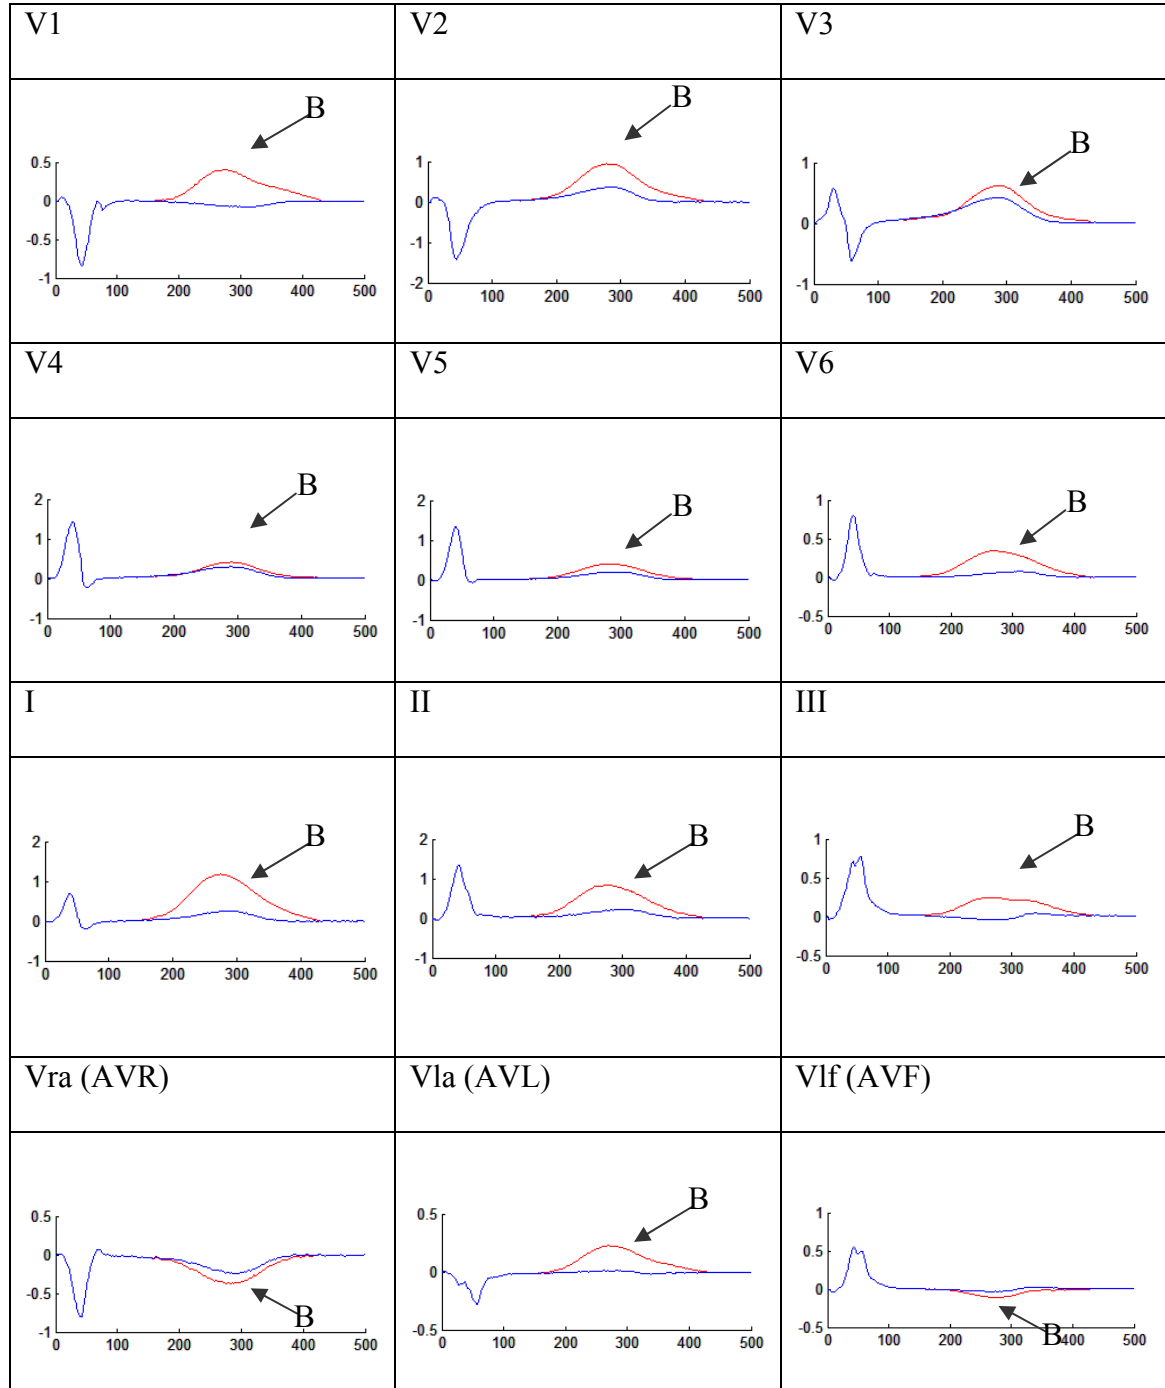 V1 V2 V3
B B B
0.5 0 -0.5 -1
0 100 200 300 400 500
1 0 -1 -2
0 100 200 300 400 500
1 0 -1
0 100 200 300 400 500
V4 V5 V6
B B B
2 1 0 -1
0 100 200 300 400 500
2 1 0 -1
0 100 200 300 400 500
1 0.5 0 -0.5
0 100 200 300 400 500
I II III
B B B
2 1 0 -1
0 100 200 300 400 500
2 1 0 -1
0 100 200 300 400 500
1 0.5 0 -0.5
0 100 200 300 400 500
Vra (AVR) Vla (AVL) Vlf (AVF)
0.5 0 -0.5 -1
0 100 200 300 400 500
B
0.5 0 -0.5
0 100 200 300 400 500
B
1 0.5 0 -0.5
0 100 200 300 400 500
B